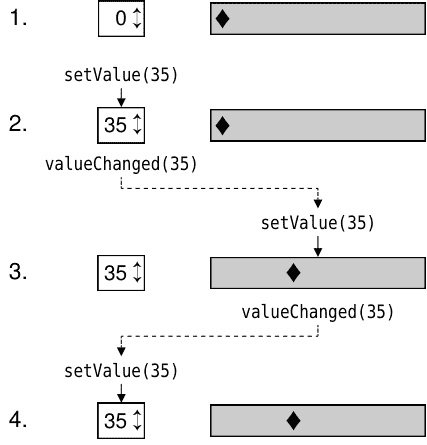 1. 0
setValue(35)
2. 35
valueChanged(35)
setValue(35)
3. 35
valueChanged(35)
setValue(35)
4. 35